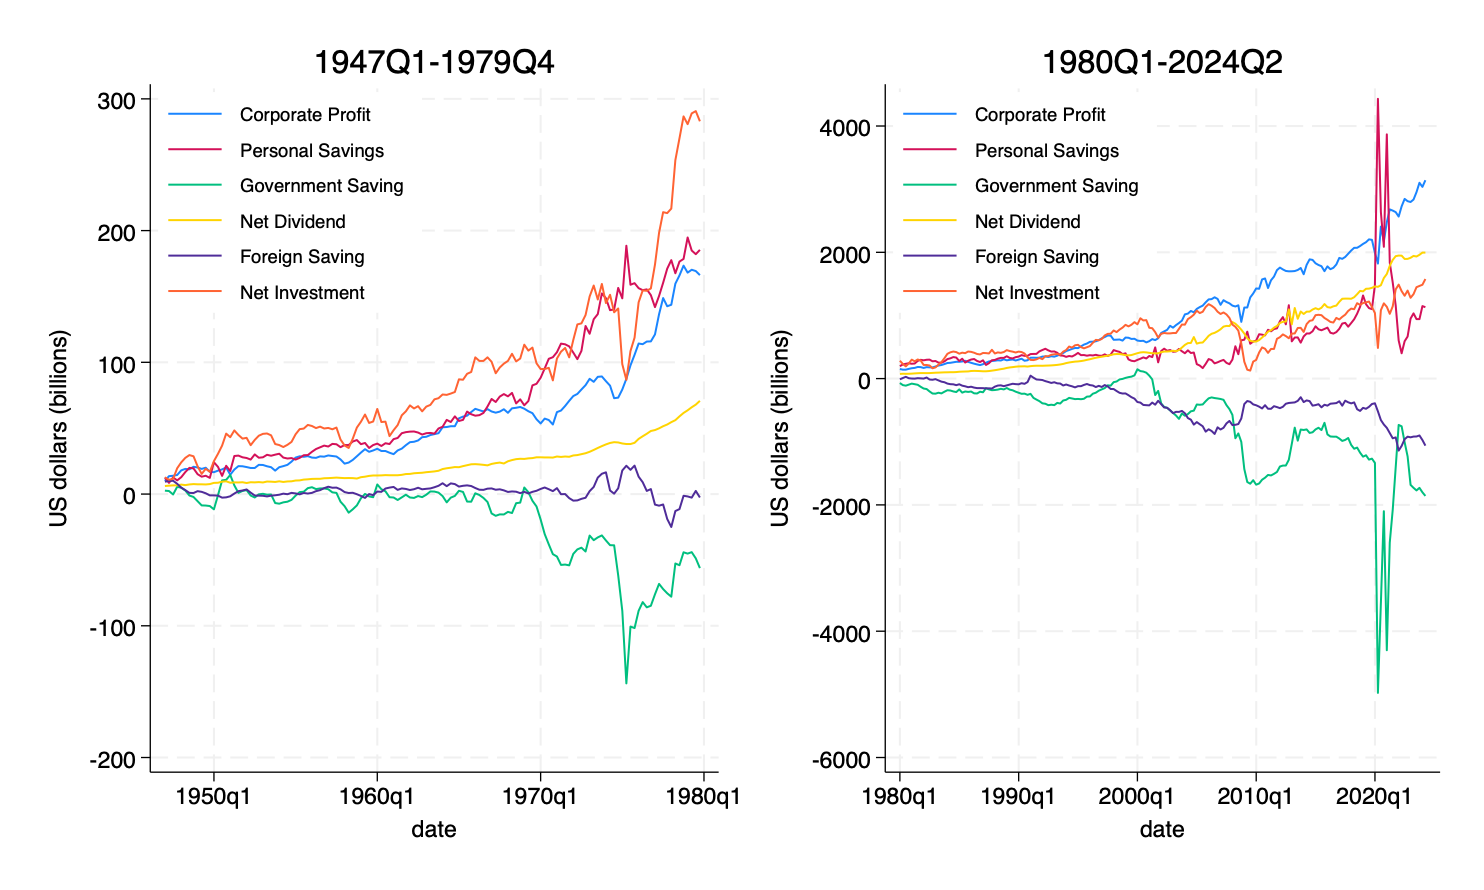 1947Q1-1979Q4
US dollars (billions)
300
200
100
0
-100
-200
Corporate Profit
Personal Savings
Government Saving
Net Dividend
Foreign Saving
Net Investment
1950q1 1960q1 1970q1 1980q1
date
1980Q1-2024Q2
US dollars (billions)
4000
2000
0
-2000
-4000
-6000
Corporate Profit
Personal Savings
Government Saving
Net Dividend
Foreign Saving
Net Investment
1980q1 1990q1 2000q1 2010q1 2020q1
date